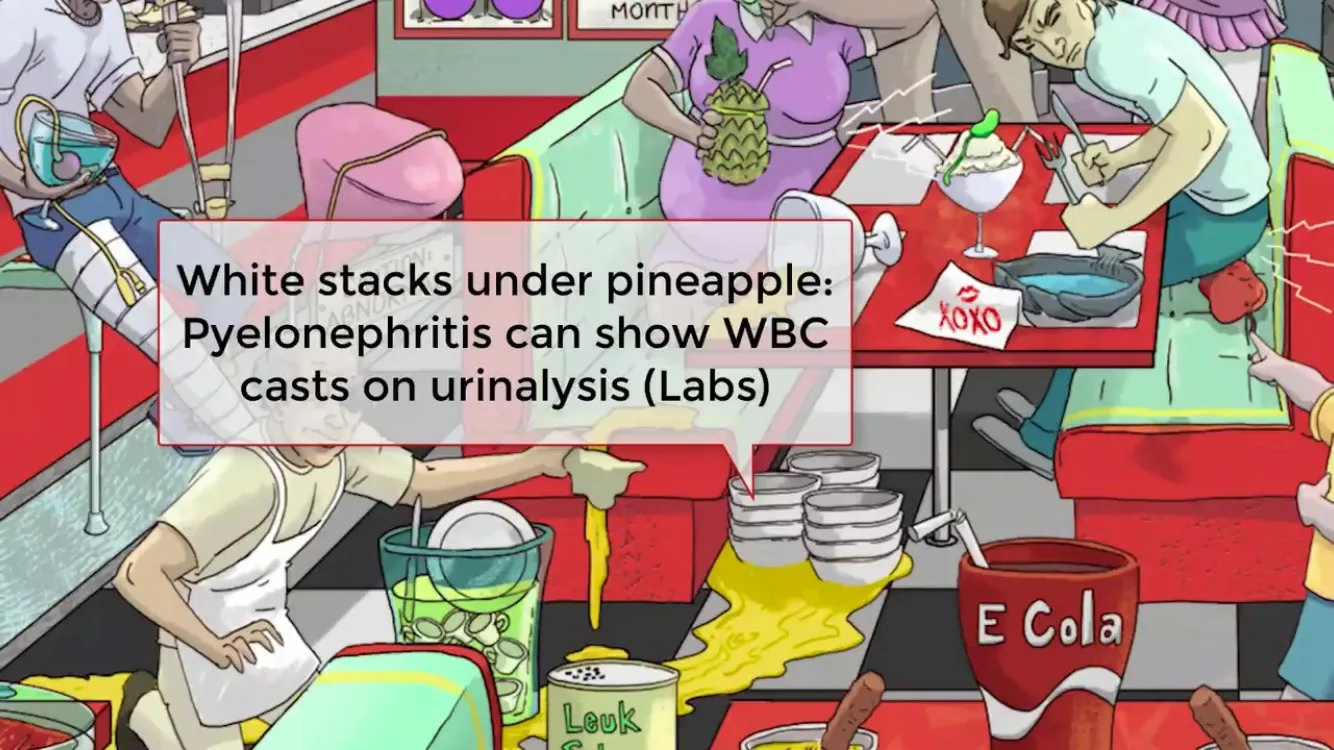 MONTH
White stacks under pineapple:
Pyelonephritis can show WBC
casts on urinalysis (Labs)
XOXO
E Cola
Leuk